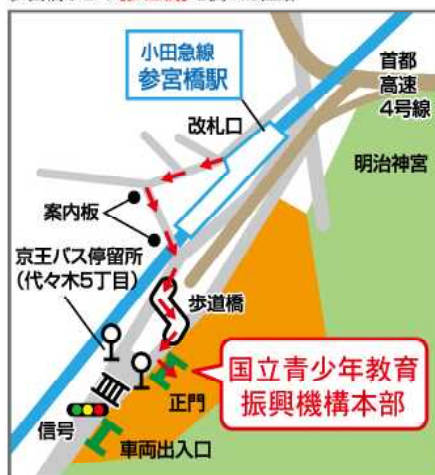 小田急線
参宮橋駅
首都
高速
4号線
改札口
明治神宮
案内板
京王バス停留所
(代々木5丁目)
歩道橋
国立青少年教育
振興機構本部
正門
信号
車両出入口